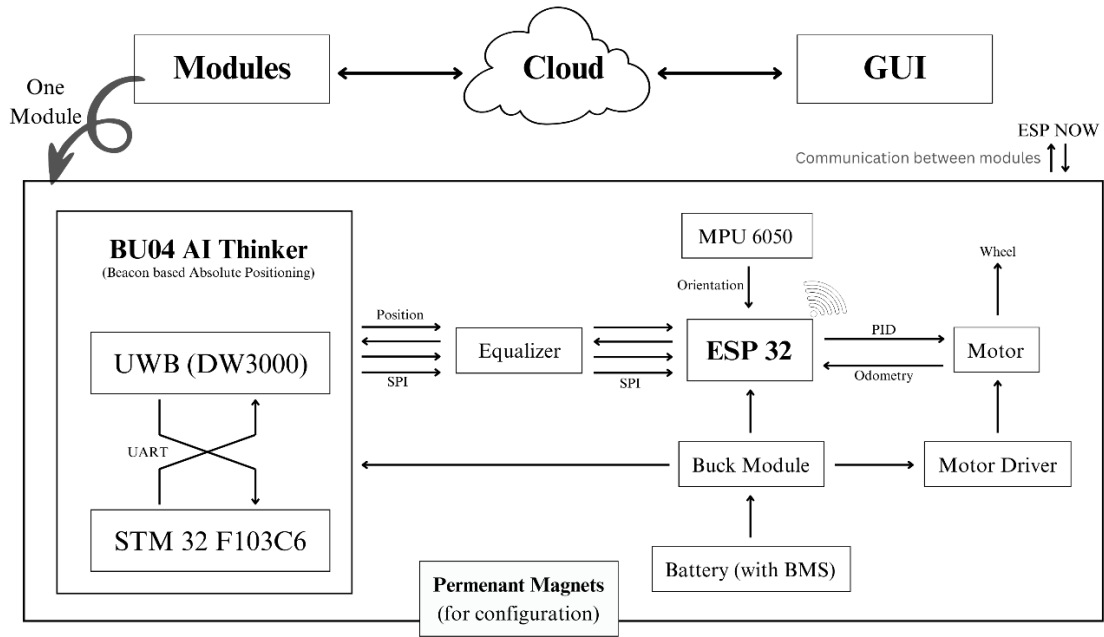 Modules
Cloud
GUI
One
Module
ESP NOW
Communication between modules
BU04 AI Thinker
(Beacon based Absolute Positioning)
UWB (DW3000)
UART
STM 32 F103C6
Position
SPI
Equalizer
SPI
MPU 6050
Orientation
ESP 32
PID
Odometry
Wheel
Motor
Buck Module
Motor Driver
Battery (with BMS)
Permenant Magnets
(for configuration)